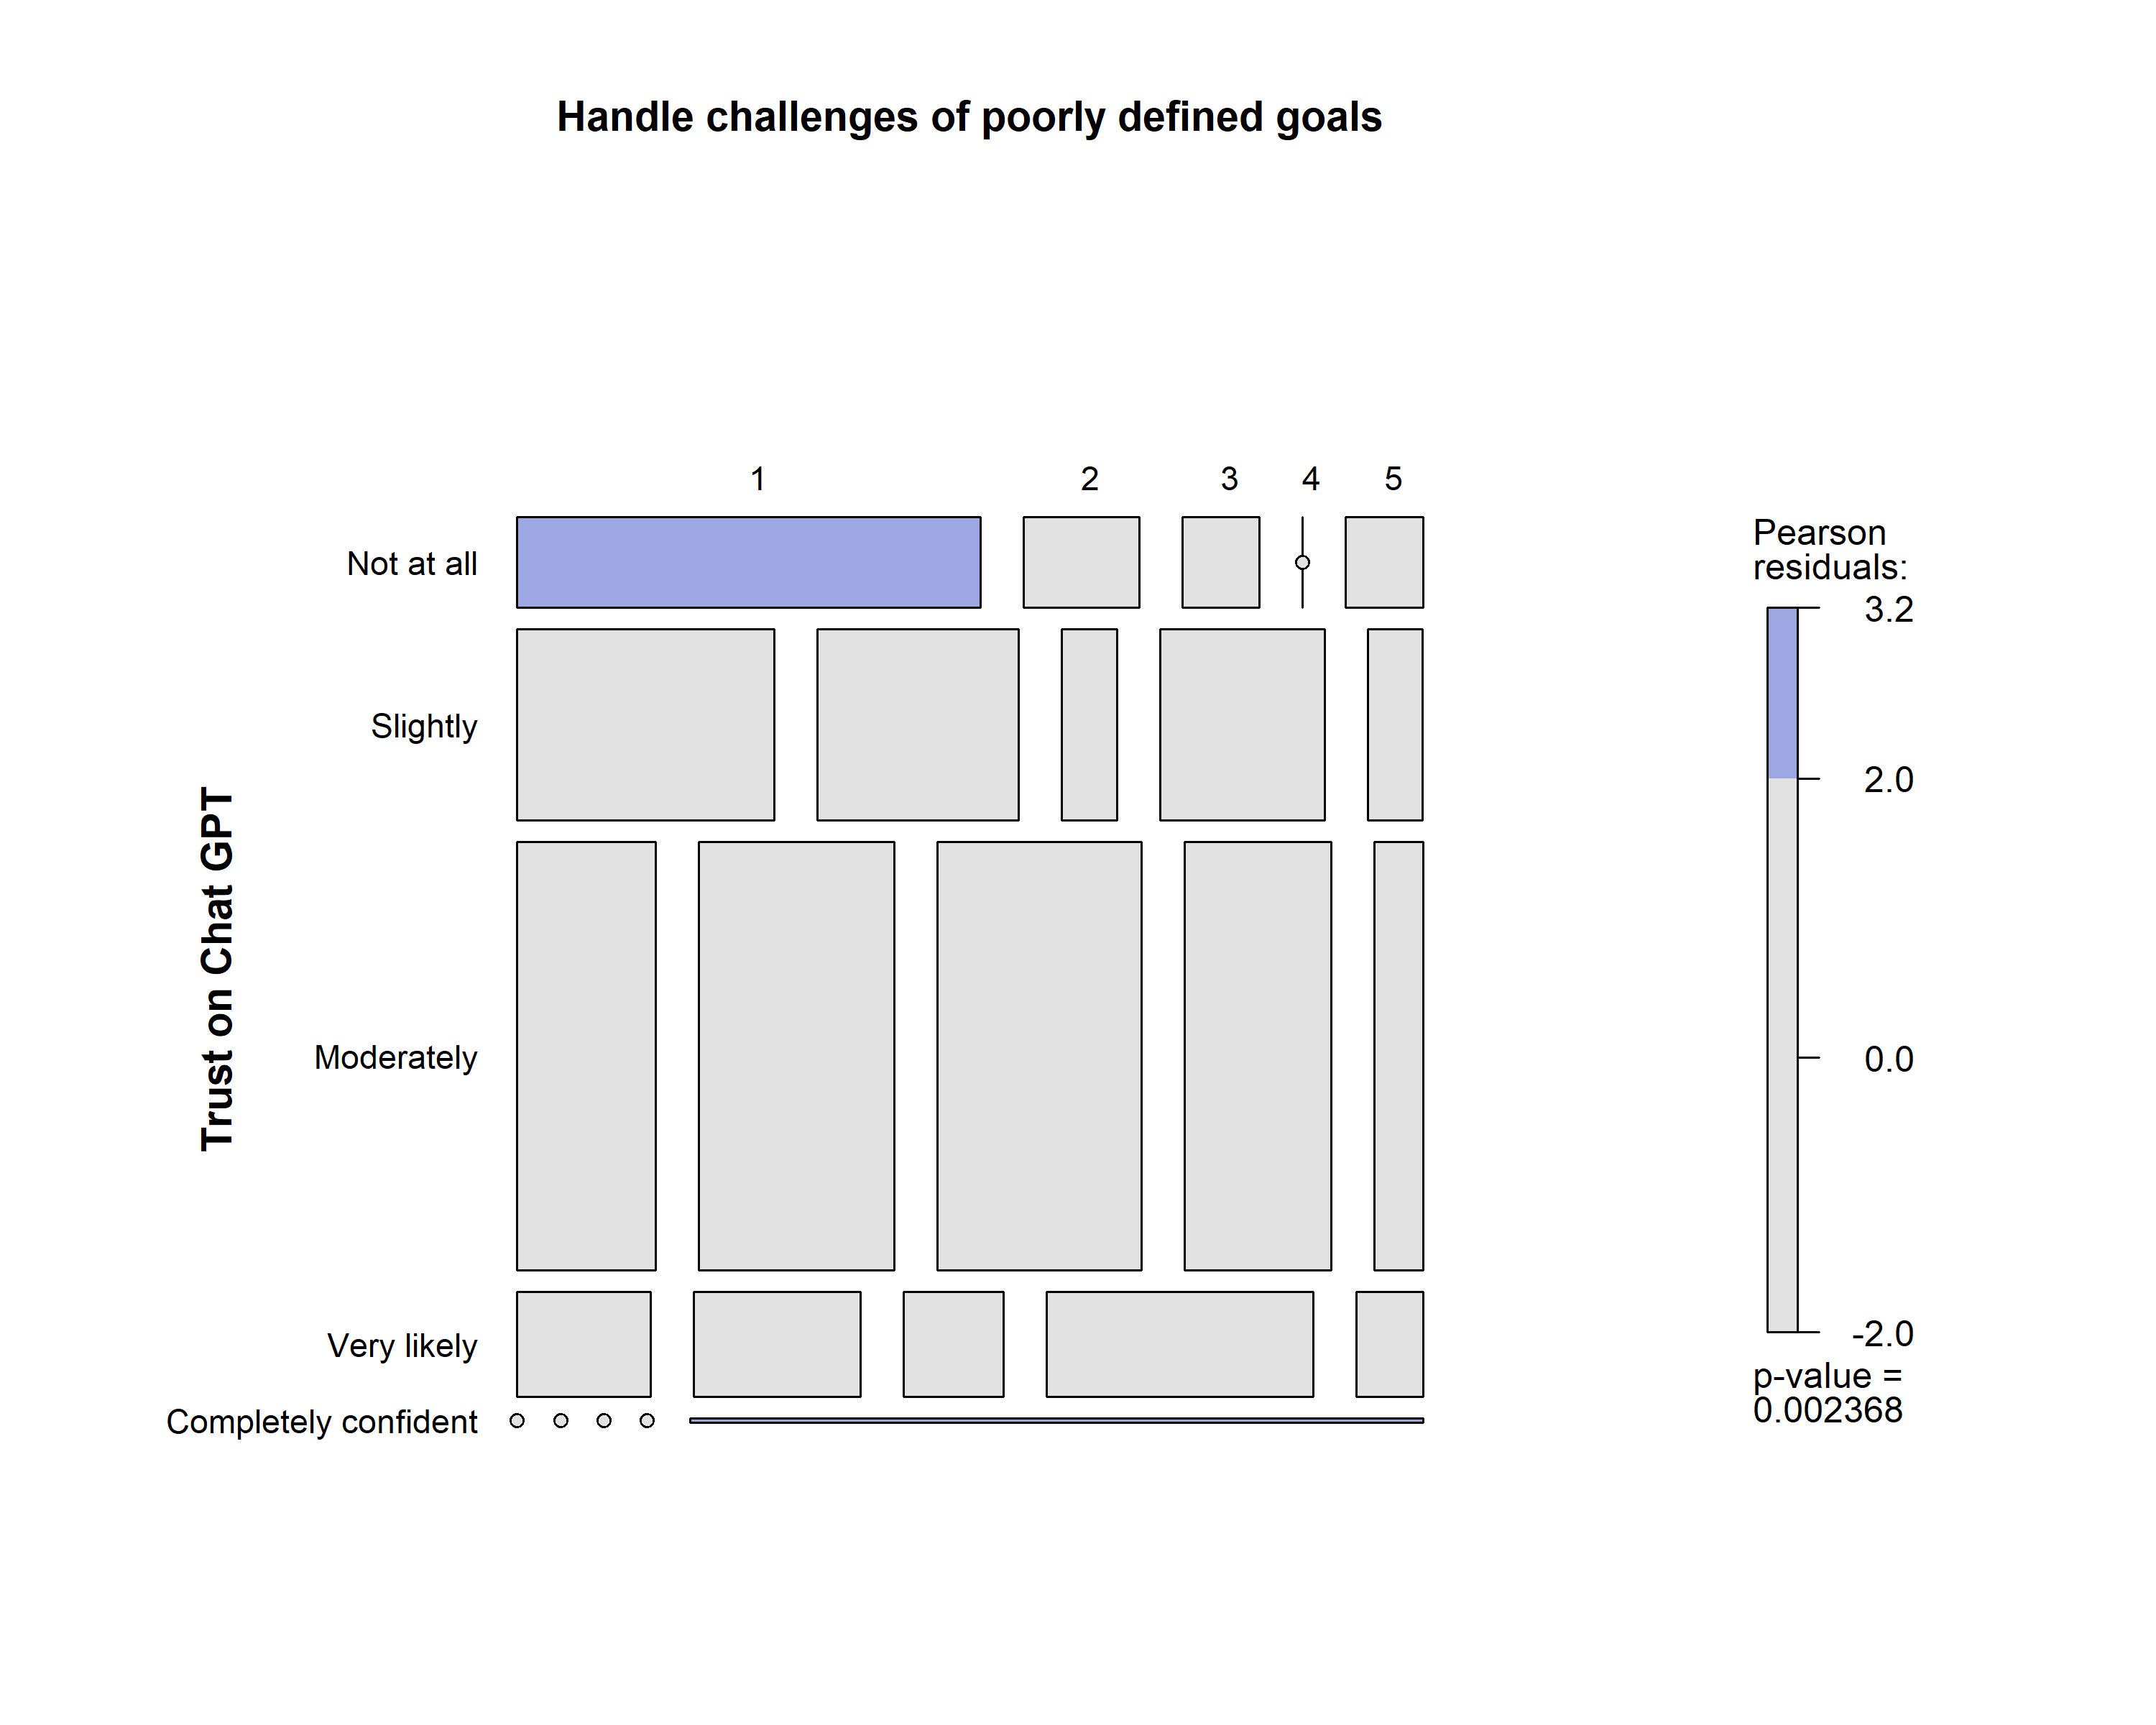 Handle challenges of poorly defined goals
1 2 3 4 5
Trust on Chat GPT
Not at all
Slightly
Moderately
Very likely
Completely confident
Pearson
residuals:
3.2
2.0
0.0
-2.0
p-value =
0.002368